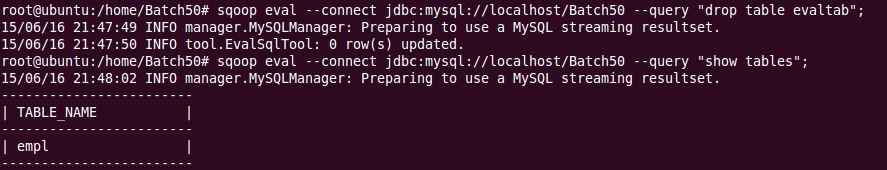 root@ubuntu:/home/Batch50# sqoop eval --connect jdbc:mysql://localhost/Batch50 --query "drop table evaltab";
15/06/16 21:47:49 INFO manager.MySQLManager: Preparing to use a MySQL streaming resultset.
15/06/16 21:47:50 INFO tool.EvalSqlTool: 0 row(s) updated.
root@ubuntu:/home/Batch50# sqoop eval --connect jdbc:mysql://localhost/Batch50 --query "show tables";
15/06/16 21:48:02 INFO manager.MySQLManager: Preparing to use a MySQL streaming resultset.
------------------------
| TABLE_NAME           |
------------------------
| empl                 |
------------------------